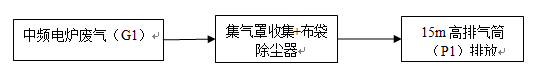 中频电炉废气（G1）
集气罩收集+布袋
除尘器
15m 高排气筒
（P1）排放